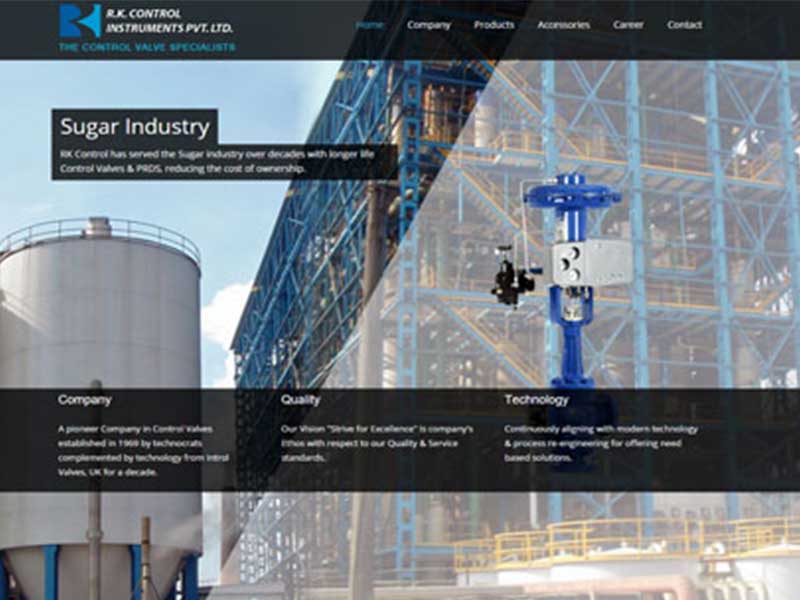 R.K. CONTROL
INSTRUMENTS PVT. LTD.
THE CONTROL VALVE SPECIALISTS
Home Company Products Accessories Career Contact
Sugar Industry
RK Control has served the Sugar industry over decades with longer life
Control Valves & PRDS, reducing the cost of ownership.
Company
A pioneer Company in Control Valves
established in 1969 by technocrats
complemented by technology from Introl
Valves, UK for a decade.
Quality
Our Vision "Strive for Excellence" is company's
Ethos with respect to our Quality & Service
standards.
Technology
Continuously aligning with modern technology
& process re-engineering for offering need
based solutions.